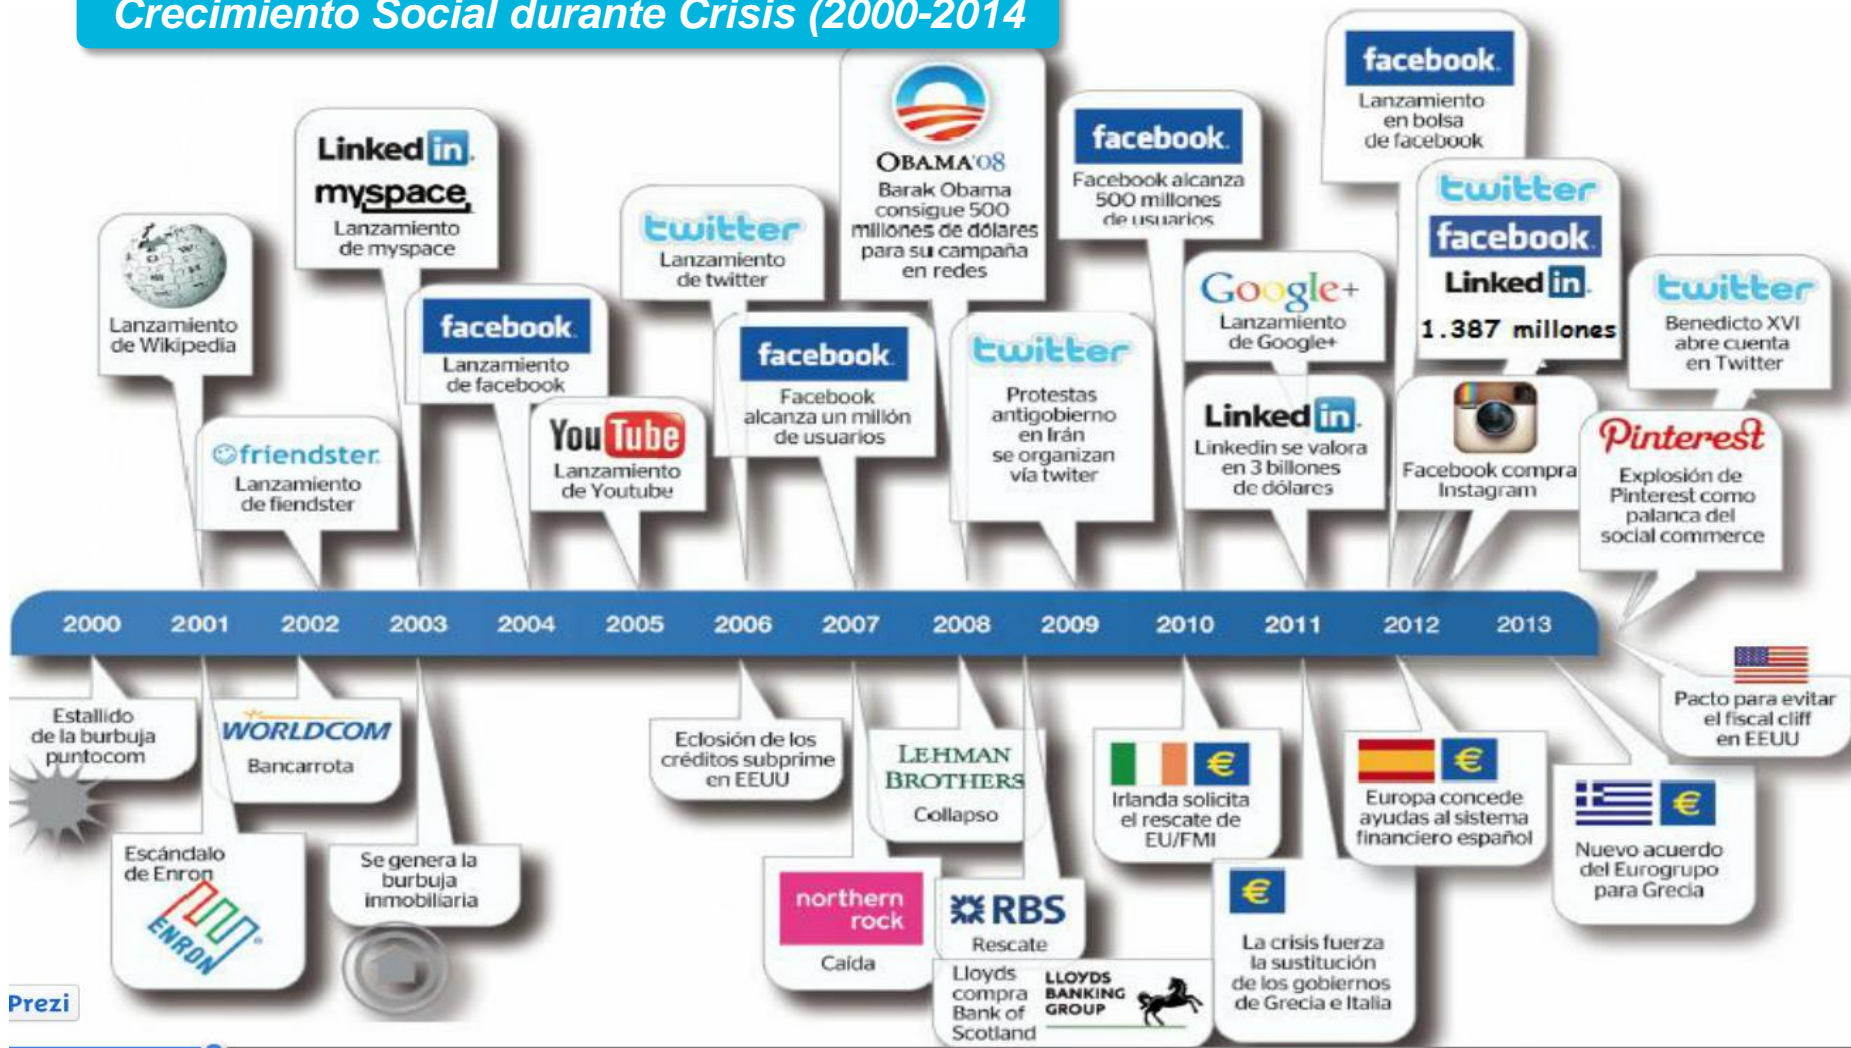 Crecimiento Social durante Crisis (2000-2014
Lanzamiento
de Wikipedia
friendster.
Lanzamiento
de fiendster
Linked in.
myspace
Lanzamiento
de myspace
facebook.
Lanzamiento
de facebook
You Tube
Lanzamiento
de Youtube
twitter
Lanzamiento
de twitter
facebook
Facebook
alcanza un millón
de usuarios
OBAMA'08
Barak Obama
consigue 500
millones de dólares
para su campaña
en redes
twitter
Protestas
antigobierno
en Irán
se organizan
vía twiter
facebook.
Facebook alcanza
500 millones
de usuarios
Google+
Lanzamiento
de Google+
Linked in.
Linkedin se valora
en 3 billones
de dólares
facebook.
Lanzamiento
en bolsa
de facebook
twitter
facebook.
Linked in.
1.387 millones
Facebook compra
Instagram
twitter
Benedicto XVI
abre cuenta
en Twitter
Pinterest
Explosión de
Pinterest como
palanca del
social commerce
2000 2001 2002 2003 2004 2005 2006 2007 2008 2009 2010 2011 2012 2013
Estallido
de la burbuja
puntocom
Escándalo
de Enron
ENRON
WORLDCOM
Bancarrota
Se genera la
burbuja
inmobiliaria
Eclosión de los
créditos subprime
en EEUU
northern
rock
Caída
LEHMAN
BROTHERS
Collapso
RBS
Rescate
Lloyds
compra
Bank of
Scotland
LLOYDS
BANKING
GROUP
Irlanda solicita
el rescate de
EU/FMI
La crisis fuerza
la sustitución
de los gobiernos
de Grecia e Italia
Europa concede
ayudas al sistema
financiero español
Nuevo acuerdo
del Eurogrupo
para Grecia
Pacto para evitar
el fiscal cliff
en EEUU
Prezi